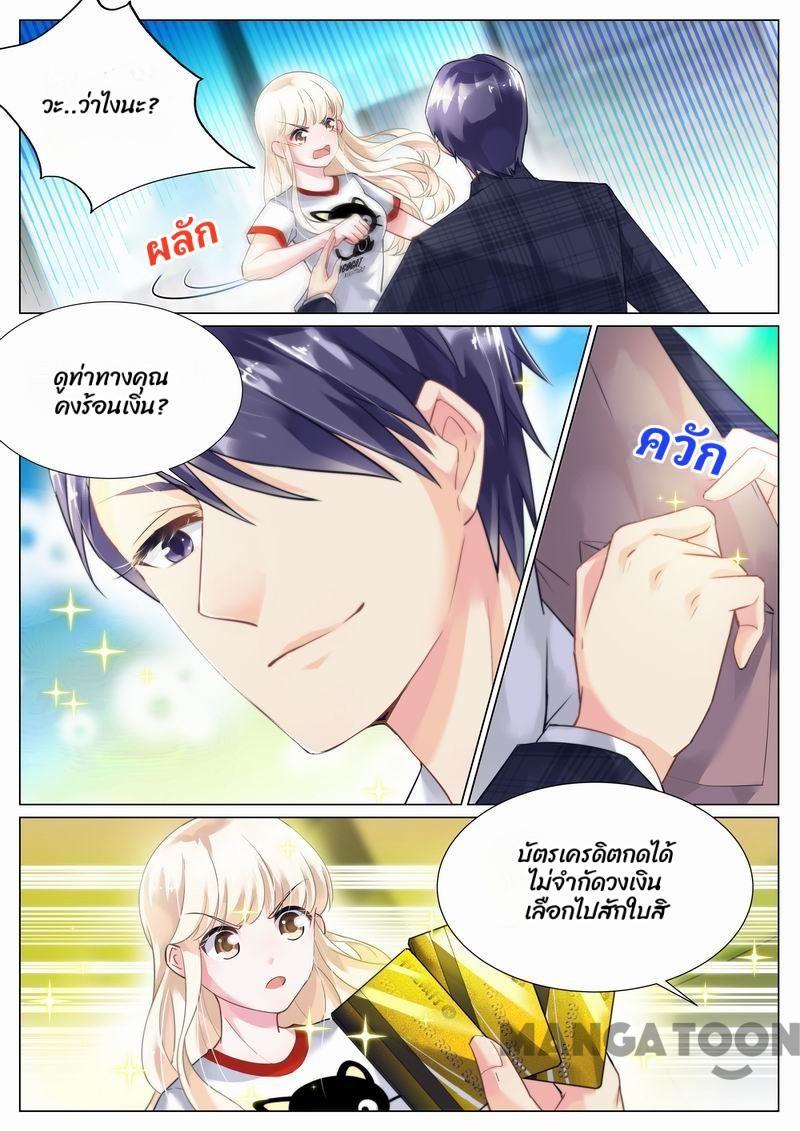 วะ..ว่าไงนะ?
ผลัก
ดูท่าทางคุณ
คงร้อนเงิน?
ควัก
บัตรเครดิตกดได้
ไม่จำกัดวงเงิน
เลือกไปสักใบสิ
MANGATOON